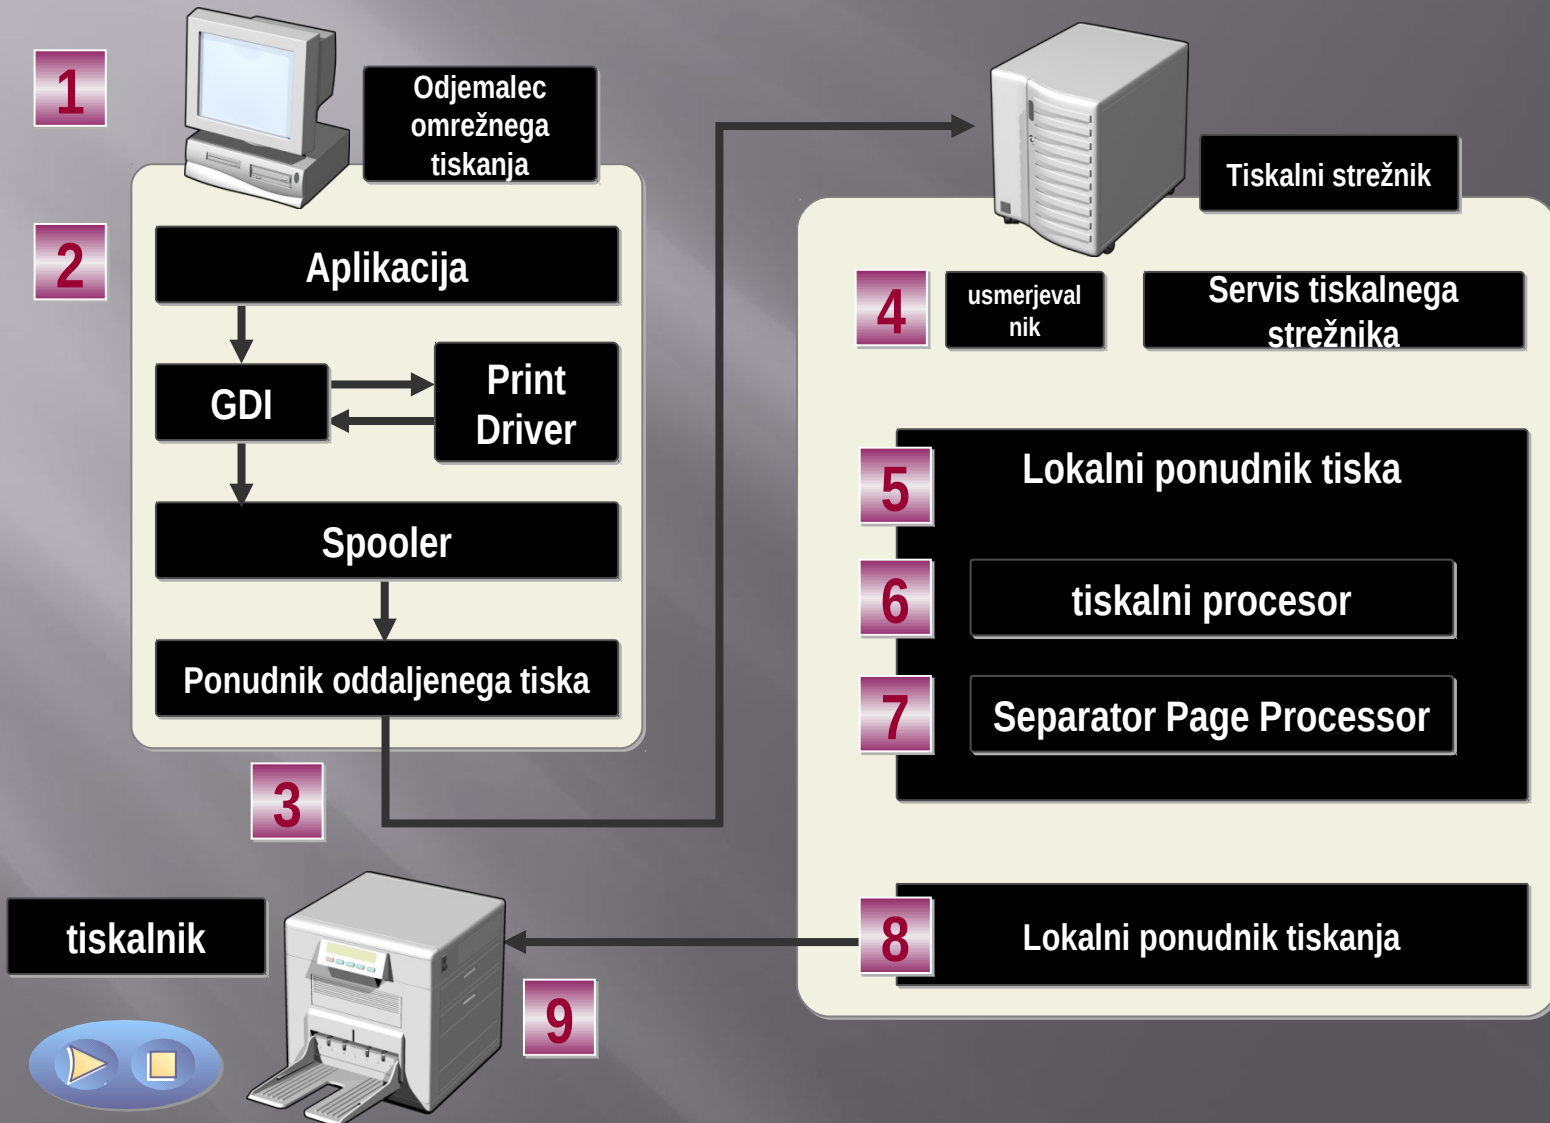 1
Odjemalec
omrežnega
tiskanja
2
Aplikacija
GDI
Print
Driver
Spooler
Ponudnik oddaljenega tiska
3
Tiskalni strežnik
4
usmerjeval
nik
Servis tiskalnega
strežnika
5
Lokalni ponudnik tiska
6
tiskalni procesor
7
Separator Page Processor
8
Lokalni ponudnik tiskanja
tiskalnik
9